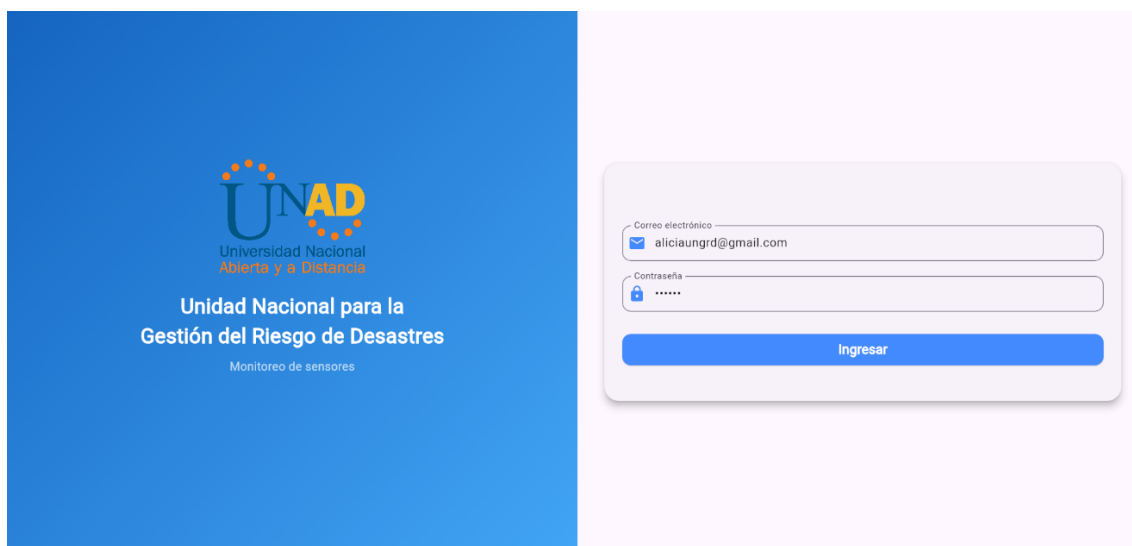 UNAD
Universidad Nacional
Abierta y a Distancia
Unidad Nacional para la
Gestión del Riesgo de Desastres
Monitoreo de sensores
Correo electrónico
aliciaungrd@gmail.com
Contraseña
••••••
Ingresar